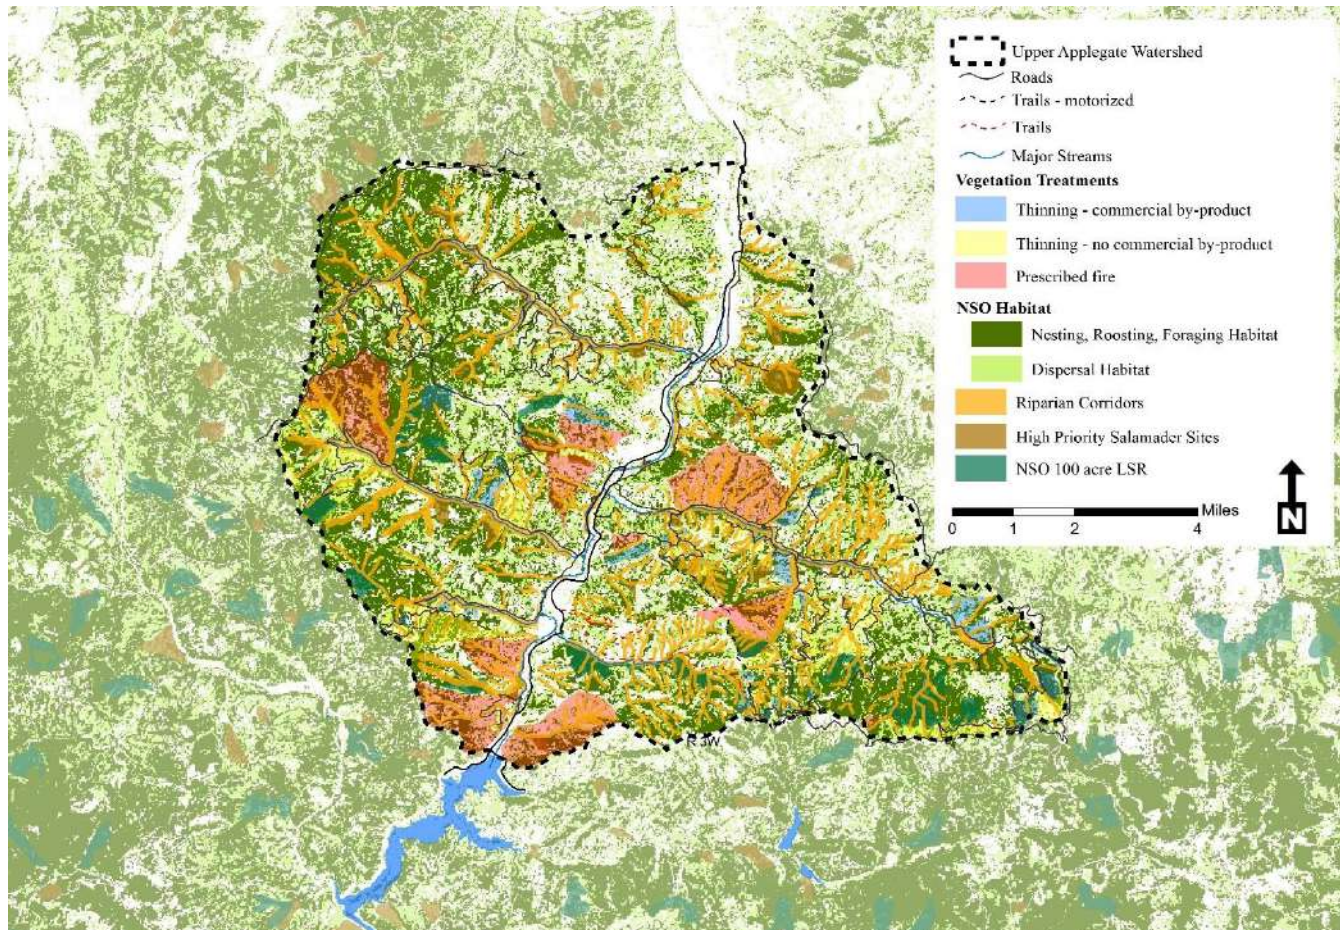 Upper Applegate Watershed
Roads
Trails - motorized
Trails
Major Streams
Vegetation Treatments
Thinning - commercial by-product
Thinning - no commercial by-product
Prescribed fire
NSO Habitat
Nesting, Roosting, Foraging Habitat
Dispersal Habitat
Riparian Corridors
High Priority Salamader Sites
NSO 100 acre LSR
Miles
0 1 2 4
N
R 3W